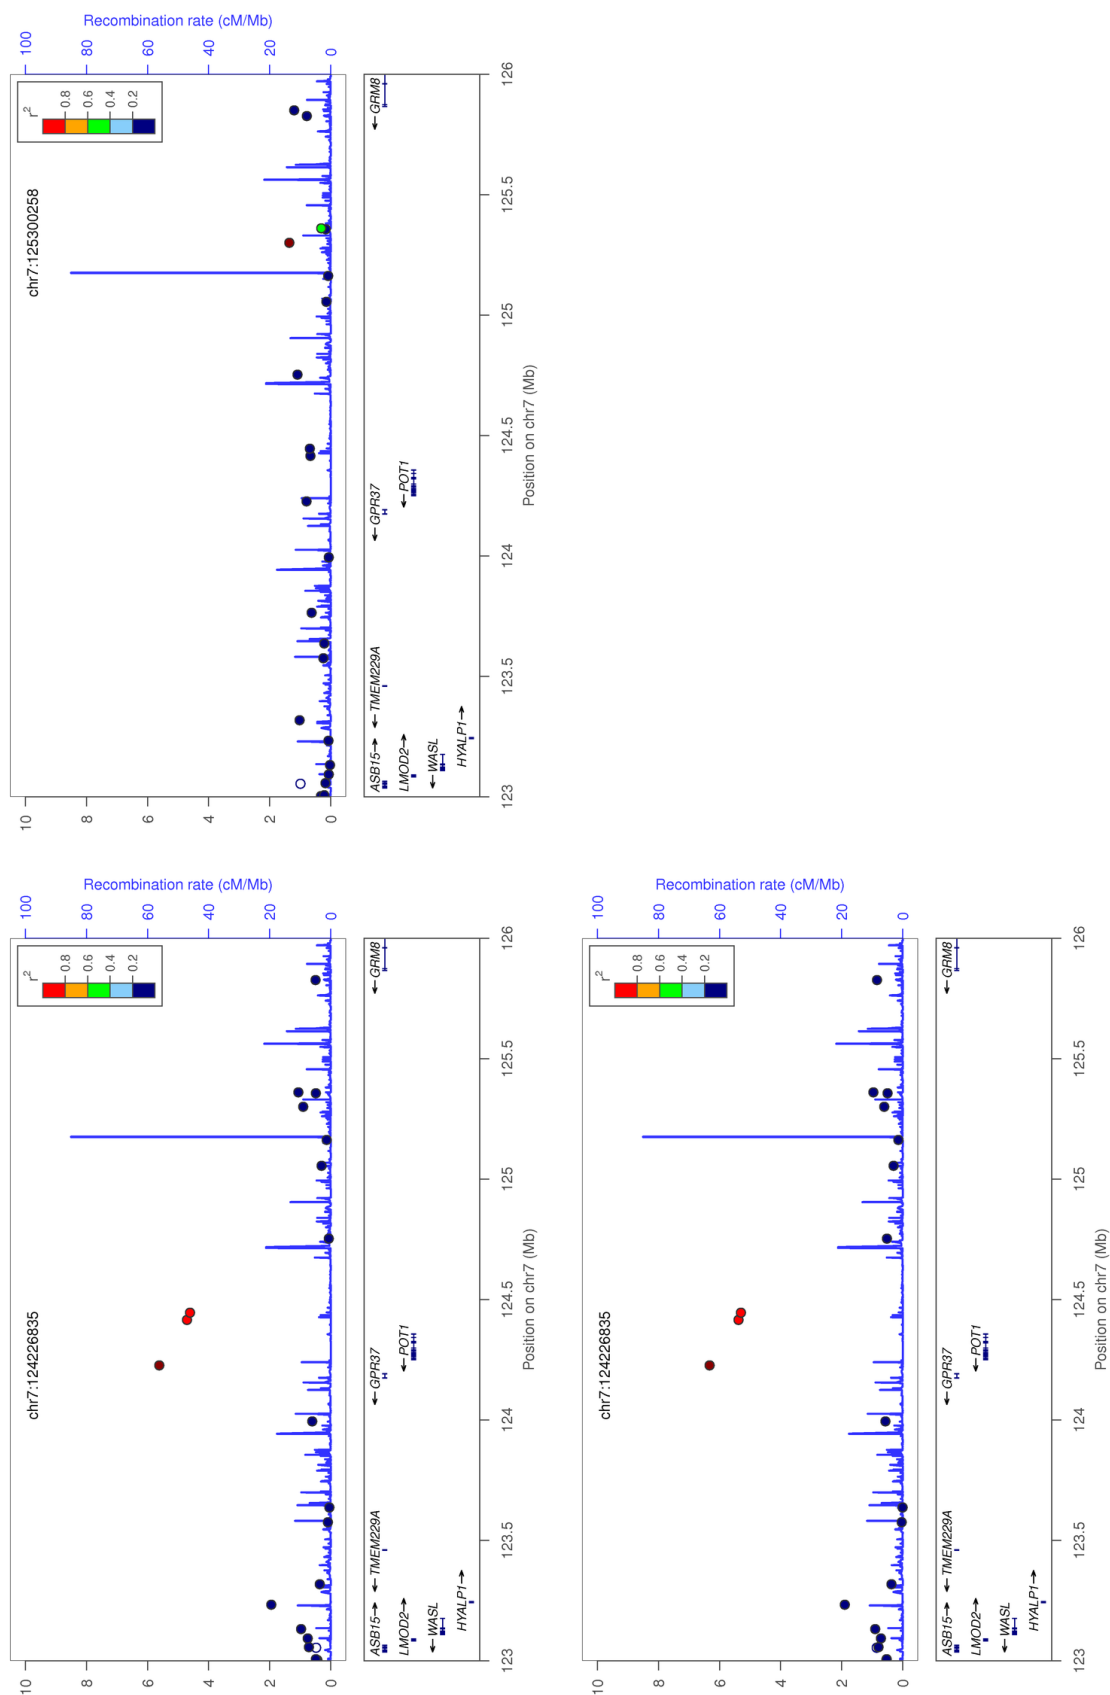 Recombination rate (cM/Mb)
100
80
60
40
20
0
r2
0.8
0.6
0.4
0.2
chr7:125300258
10
8
6
4
2
0
ASB15
LMOD2
WASL
HYALP1
TMEM229A
GPR37
POT1
GRM8
123
123.5
124
124.5
125
125.5
126
Position on chr7 (Mb)
Recombination rate (cM/Mb)
100
80
60
40
20
0
r2
0.8
0.6
0.4
0.2
chr7:124226835
10
8
6
4
2
0
ASB15
LMOD2
WASL
HYALP1
TMEM229A
GPR37
POT1
GRM8
123
123.5
124
124.5
125
125.5
126
Position on chr7 (Mb)
Recombination rate (cM/Mb)
100
80
60
40
20
0
r2
0.8
0.6
0.4
0.2
chr7:124226835
10
8
6
4
2
0
ASB15
LMOD2
WASL
HYALP1
TMEM229A
GPR37
POT1
GRM8
123
123.5
124
124.5
125
125.5
126
Position on chr7 (Mb)